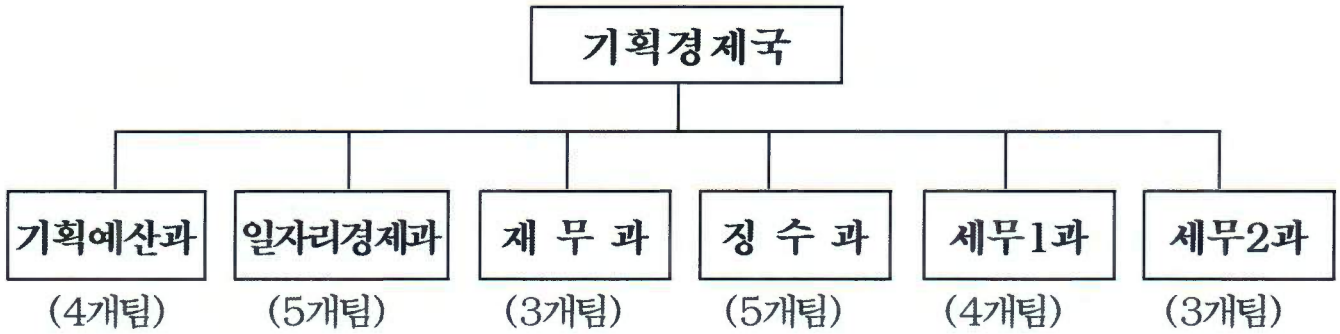 기획경제국
기획예산과 일자리경제과 재 무 과 징 수 과 세무1과 세무2과
(4개팀) (5개팀) (3개팀) (5개팀) (4개팀) (3개팀)